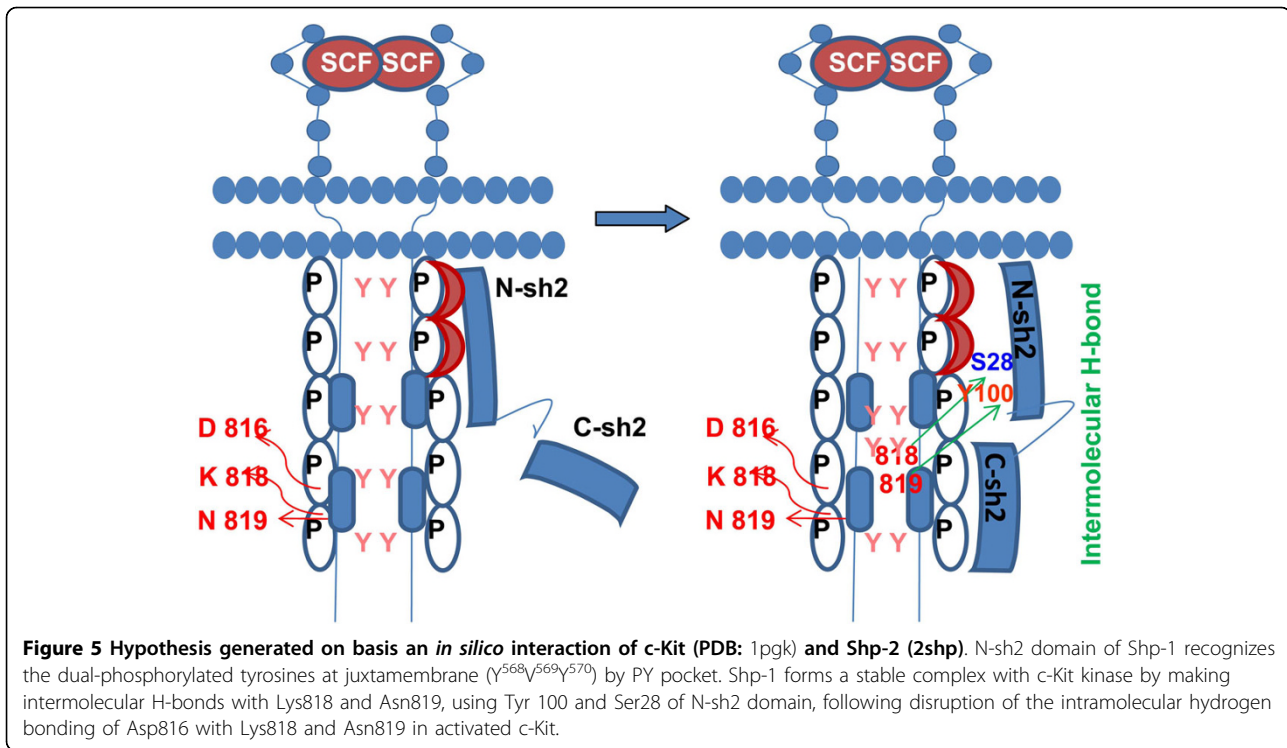 SCF SCF
SCF SCF
P Y Y P N-sh2
P Y Y P
P Y Y P
C-sh2
D 816
K 818
N 819
P Y Y P
P
P
Y Y
P Y Y P N-sh2
P Y Y P
S28
P Y Y P Y100
Y Y
D 816
K 818
N 819
818
819
P P
P P
Y Y
C-sh2
Intermolecular H-bond
Figure 5 Hypothesis generated on basis an in silico interaction of c-Kit (PDB: 1pgk) and Shp-2 (2shp). N-sh2 domain of Shp-1 recognizes
the dual-phosphorylated tyrosines at juxtamembrane (Y⁵⁶⁸V⁵⁶⁹Y⁵⁷⁰) by PY pocket. Shp-1 forms a stable complex with c-Kit kinase by making
intermolecular H-bonds with Lys818 and Asn819, using Tyr 100 and Ser28 of N-sh2 domain, following disruption of the intramolecular hydrogen
bonding of Asp816 with Lys818 and Asn819 in activated c-Kit.